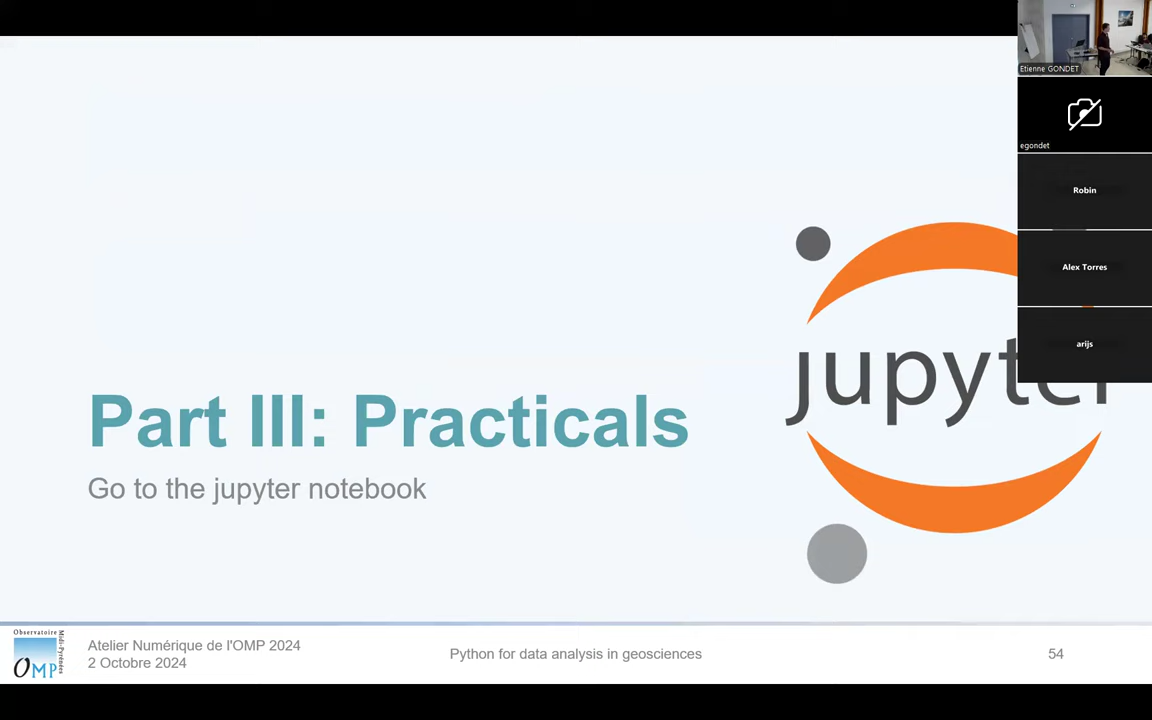 Part III: Practicals
Go to the jupyter notebook
jupyter
Observatoire
Midi-Pyrénées
OMP
Atelier Numérique de l'OMP 2024
2 Octobre 2024
Python for data analysis in geosciences
54
Etienne GONDET
egondet
Robin
Alex Torres
arijs